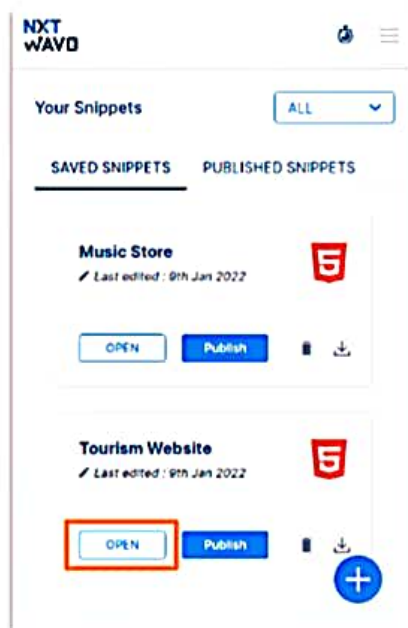 NXT
WAVE
Your Snippets
ALL
SAVED SNIPPETS
PUBLISHED SNIPPETS
Music Store
Last edited : 9th Jan 2022
OPEN
Publish
Tourism Website
Last edited : 9th Jan 2022
OPEN
Publish